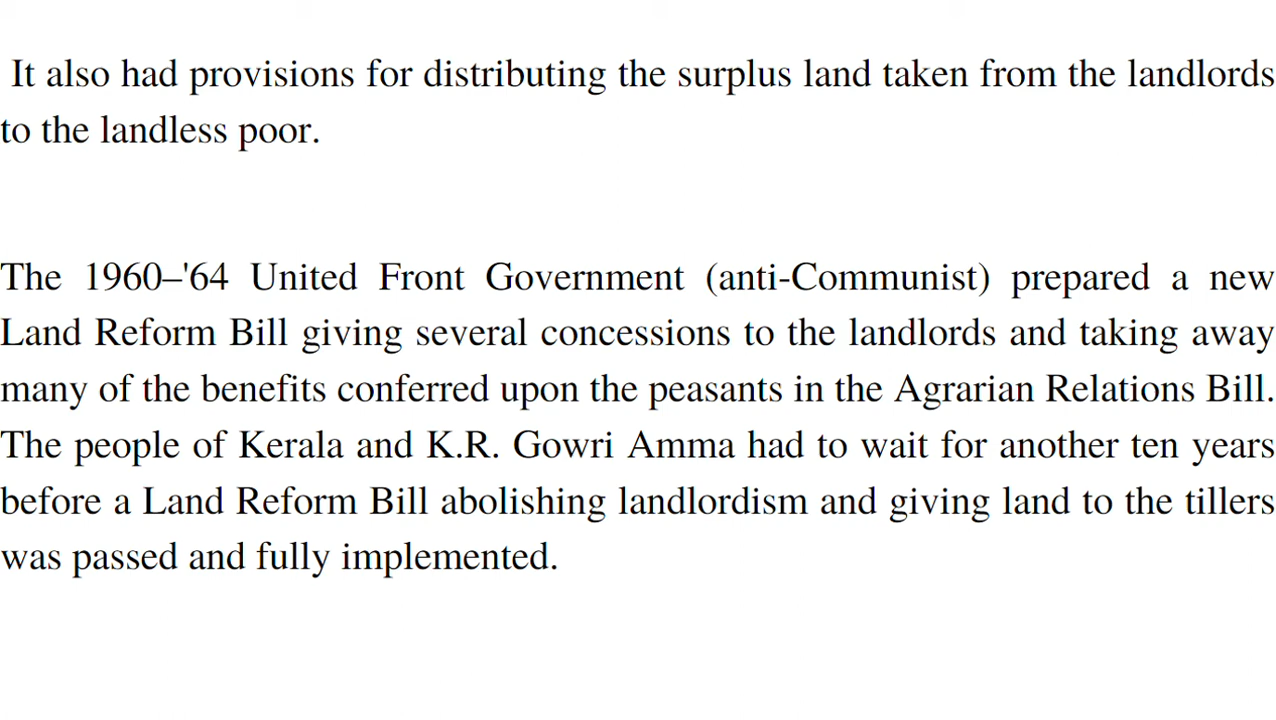 It also had provisions for distributing the surplus land taken from the landlords
to the landless poor.
The 1960–'64 United Front Government (anti-Communist) prepared a new
Land Reform Bill giving several concessions to the landlords and taking away
many of the benefits conferred upon the peasants in the Agrarian Relations Bill.
The people of Kerala and K.R. Gowri Amma had to wait for another ten years
before a Land Reform Bill abolishing landlordism and giving land to the tillers
was passed and fully implemented.